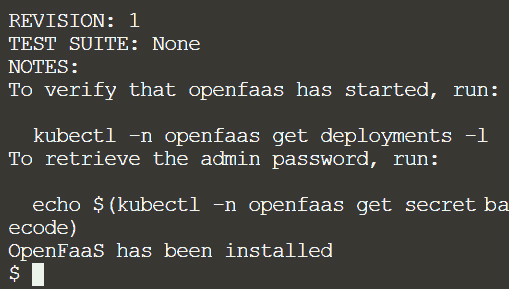 REVISION: 1
TEST SUITE: None
NOTES:
To verify that openfaas has started, run:
kubectl -n openfaas get deployments -l
To retrieve the admin password, run:
echo $(kubectl -n openfaas get secret ba
ecode)
OpenFaaS has been installed
$